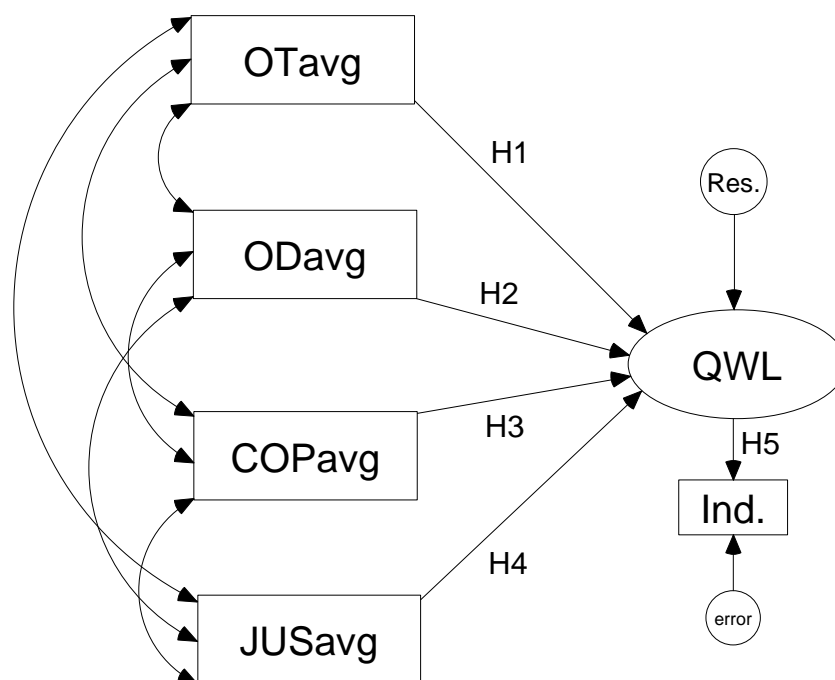 OTavg
H1
Res.
ODavg
H2
QWL
COPavg
H3
H5
Ind.
H4
error
JUSavg